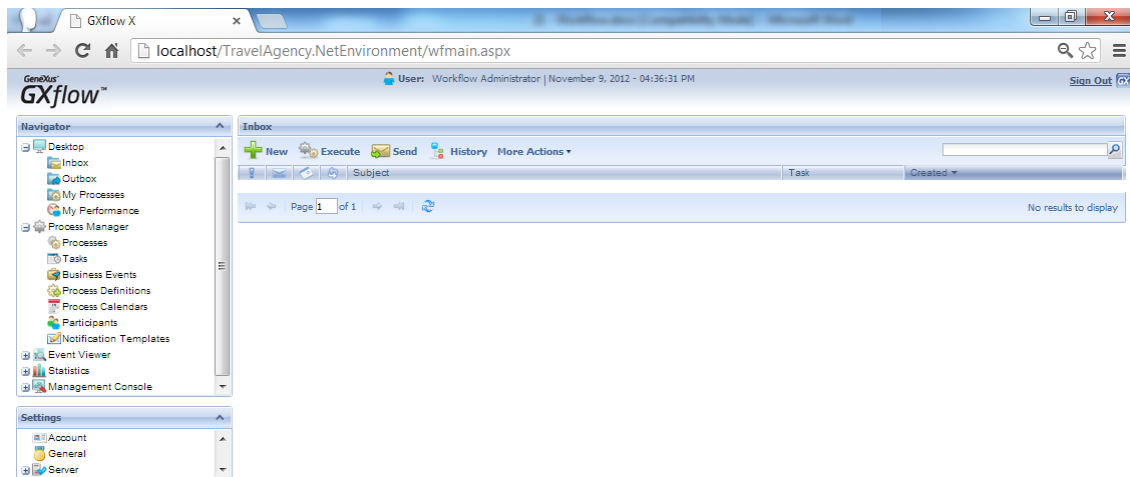 GXflow X
localhost/TravelAgency.NetEnvironment/wfmain.aspx
GeneXus™
GXflow™
User: Workflow Administrator | November 9, 2012 - 04:36:31 PM
Sign Out
Navigator
Desktop
Inbox
Outbox
My Processes
My Performance
Process Manager
Processes
Tasks
Business Events
Process Definitions
Process Calendars
Participants
Notification Templates
Event Viewer
Statistics
Management Console
Settings
Account
General
Server
Inbox
New Execute Send History More Actions
Subject Task Created
Page 1 of 1
No results to display